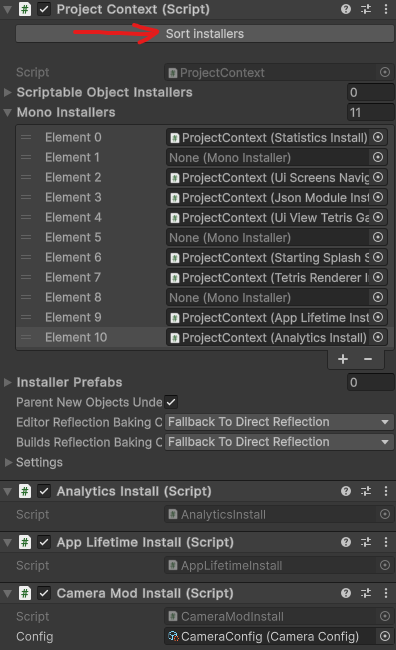 Project Context (Script)
Sort installers
Script ProjectContext
Scriptable Object Installers 0
Mono Installers 11
Element 0 ProjectContext (Statistics Install)
Element 1 None (Mono Installer)
Element 2 ProjectContext (Ui Screens Navig
Element 3 ProjectContext (Json Module Inst
Element 4 ProjectContext (Ui View Tetris Ga
Element 5 None (Mono Installer)
Element 6 ProjectContext (Starting Splash S
Element 7 ProjectContext (Tetris Renderer I
Element 8 None (Mono Installer)
Element 9 ProjectContext (App Lifetime Inst
Element 10 ProjectContext (Analytics Install)
+ −
Installer Prefabs 0
Parent New Objects Unde
Editor Reflection Baking C Fallback To Direct Reflection
Builds Reflection Baking C Fallback To Direct Reflection
Settings
# Analytics Install (Script)
Script AnalyticsInstall
# App Lifetime Install (Script)
Script AppLifetimeInstall
# Camera Mod Install (Script)
Script CameraModInstall
Config CameraConfig (Camera Config)